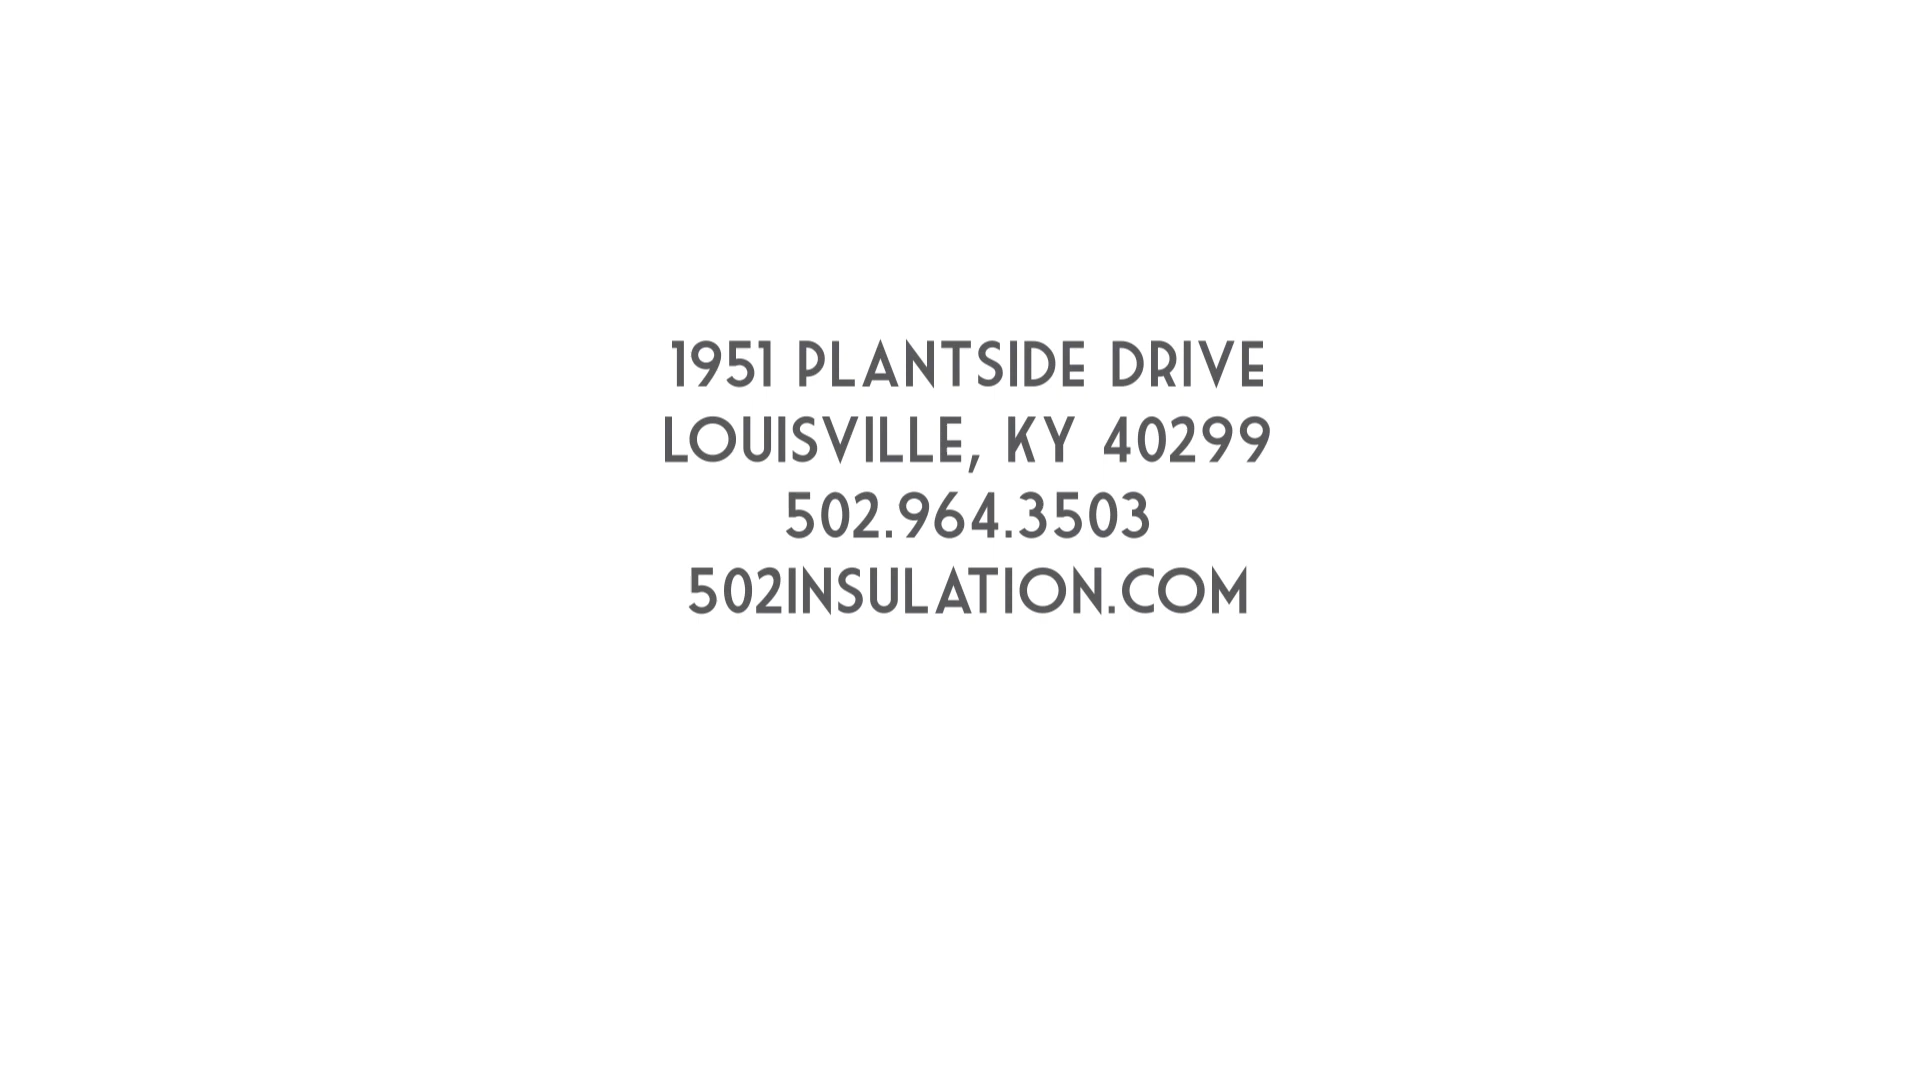 1951 PLANTSIDE DRIVE
LOUISVILLE, KY 40299
502.964.3503
502INSULATION.COM